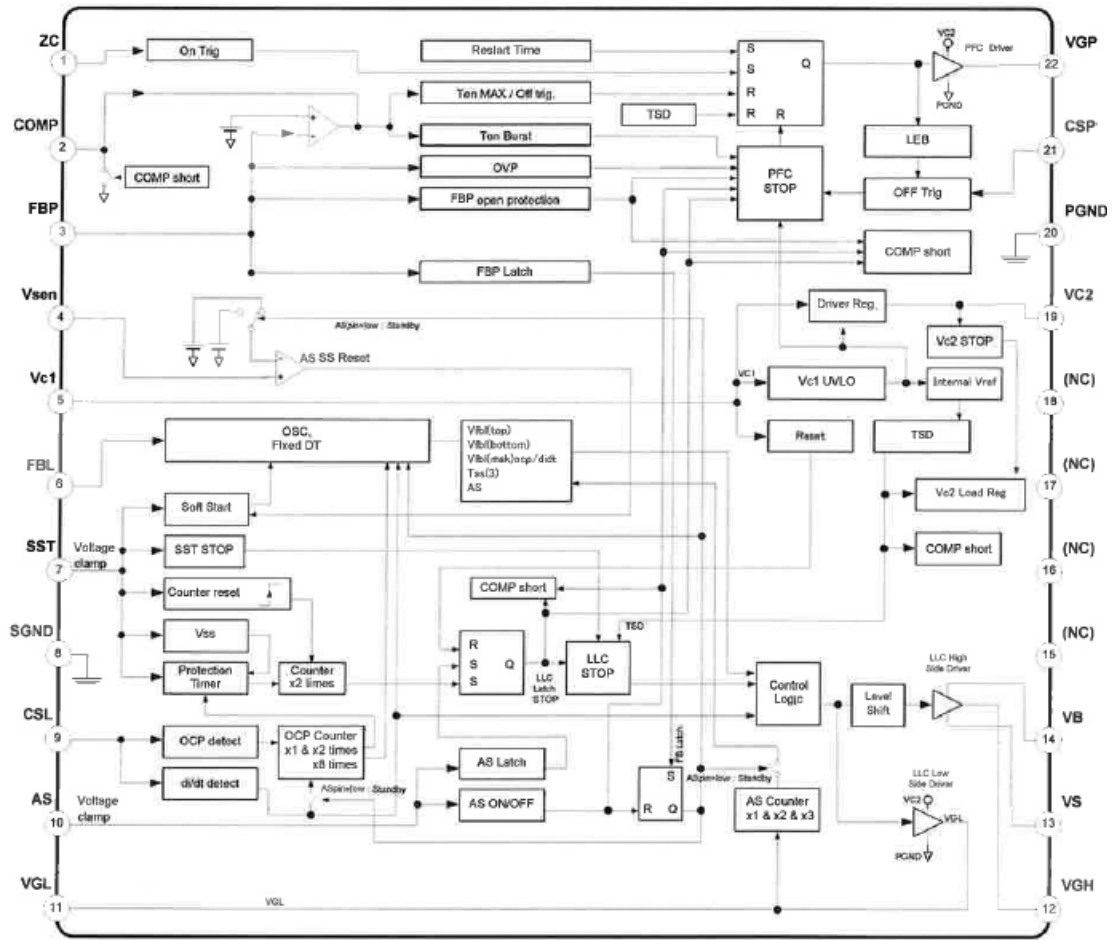 ZC
1
COMP
2
FBP
3
Vsen
4
Vc1
5
FBL
6
SST
7
SGND
8
CSL
9
AS
10
VGL
11
VGP
22
CSP
21
PGND
20
VC2
19
(NC)
18
(NC)
17
(NC)
16
(NC)
15
VB
14
VS
13
VGH
12
On Trig
Restart Time
Ton MAX / Off trig.
Ton Burst
OVP
FBP open protection
FBP Latch
COMP short
TSD
S
S
R
R
Q
R
PFC
STOP
VC2
PFC Driver
PGND
LEB
OFF Trig
COMP short
ASpin=low : Standby
AS SS Reset
Driver Reg.
Vc2 STOP
VC1
Vc1 UVLO
Internal Vref
Reset
TSD
Vc2 Load Reg
COMP short
OSC,
Fixed DT
Vfbl(top)
Vfbl(bottom)
Vfbl(msk)ocp/didt
Tss(3)
AS
Soft Start
Voltage
clamp
SST STOP
Counter reset
Vss
Protection
Timer
Counter
x2 times
COMP short
R
S
S
Q
LLC
Latch
STOP
LLC
STOP
TSD
Control
Logic
Level
Shift
LLC High
Side Driver
OCP detect
di/dt detect
OCP Counter
x1 & x2 times
x8 times
ASpin=low : Standby
Voltage
clamp
AS Latch
AS ON/OFF
FB Latch
S
R
Q
ASpin=low : Standby
AS Counter
x1 & x2 & x3
LLC Low
Side Driver
VC2
VGL
PGND
VGL